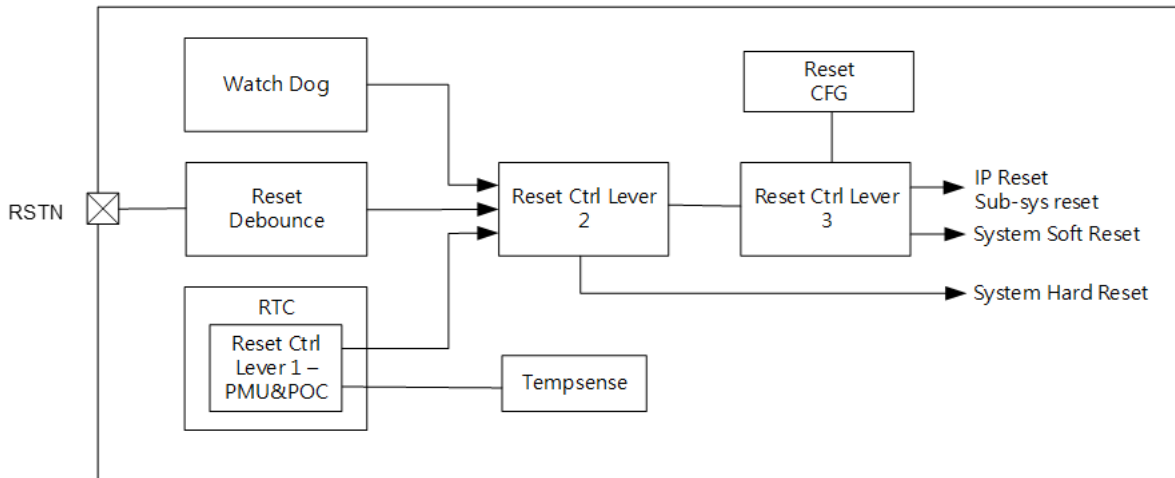 Watch Dog
Reset
CFG
RSTN
Reset
Debounce
Reset Ctrl Lever
2
Reset Ctrl Lever
3
IP Reset
Sub-sys reset
System Soft Reset
System Hard Reset
RTC
Reset Ctrl
Lever 1 –
PMU&POC
Tempsense